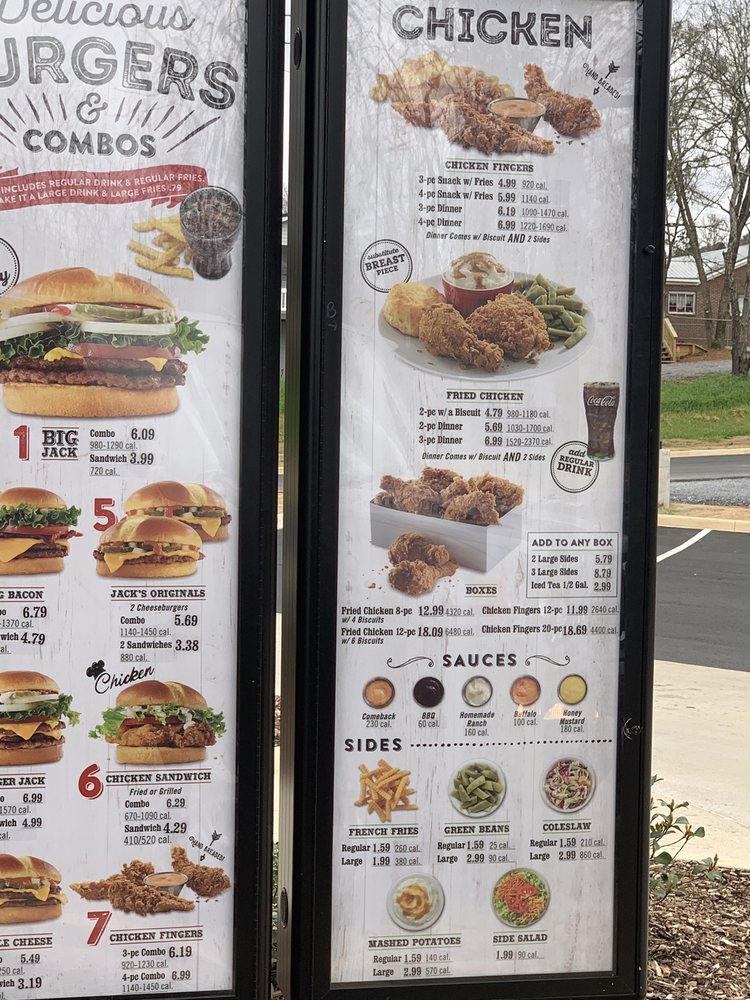 Delicious
URGERS
&
COMBOS
INCLUDES REGULAR DRINK & REGULAR FRIES.
AKE IT A LARGE DRINK & LARGE FRIES .79
1 BIG JACK
Combo 6.09
980-1290 cal.
Sandwich 3.99
720 cal.
G BACON
bo 6.79
-1370 cal.
dwich 4.79
5
JACK'S ORIGINALS
2 Cheeseburgers
Combo 5.69
1140-1450 cal.
2 Sandwiches 3.38
880 cal.
Chicken
GER JACK
o 6.99
1570 cal.
wich 4.99
cal.
6 CHICKEN SANDWICH
Fried or Grilled
Combo 6.29
670-1090 cal.
Sandwich 4.29
410/520 cal.
HAND BREADED!
LE CHEESE
o 5.49
250 cal.
wich 3.19
7 CHICKEN FINGERS
3-pc Combo 6.19
920-1230 cal.
4-pc Combo 6.99
1140-1450 cal.
CHICKEN
HAND BREADED!
CHICKEN FINGERS
3-pc Snack w/ Fries 4.99 920 cal.
4-pc Snack w/ Fries 5.99 1140 cal.
3-pc Dinner 6.19 1090-1470 cal.
4-pc Dinner 6.99 1220-1690 cal.
Dinner Comes w/ Biscuit AND 2 Sides
substitute
BREAST
PIECE
FRIED CHICKEN
2-pc w/a Biscuit 4.79 980-1180 cal.
2-pc Dinner 5.69 1030-1700 cal.
3-pc Dinner 6.99 1520-2370 cal.
Dinner Comes w/ Biscuit AND 2 Sides
Coca-Cola
add
REGULAR
DRINK
ADD TO ANY BOX
2 Large Sides 5.79
3 Large Sides 8.79
Iced Tea 1/2 Gal. 2.99
BOXES
Fried Chicken 8-pc 12.99 4320 cal.
w/ 4 Biscuits
Fried Chicken 12-pc 18.09 6480 cal.
w/ 6 Biscuits
Chicken Fingers 12-pc 11.99 2640 cal.
Chicken Fingers 20-pc 18.69 4400 cal.
SAUCES
Comeback
230 cal.
BBQ
60 cal.
Homemade
Ranch
160 cal.
Buffalo
100 cal.
Honey
Mustard
180 cal.
SIDES
FRENCH FRIES
Regular 1.59 260 cal.
Large 1.99 380 cal.
GREEN BEANS
Regular 1.59 25 cal.
Large 2.99 90 cal.
COLESLAW
Regular 1.59 210 cal.
Large 2.99 860 cal.
MASHED POTATOES
Regular 1.59 140 cal.
Large 2.99 570 cal.
SIDE SALAD
1.99 90 cal.